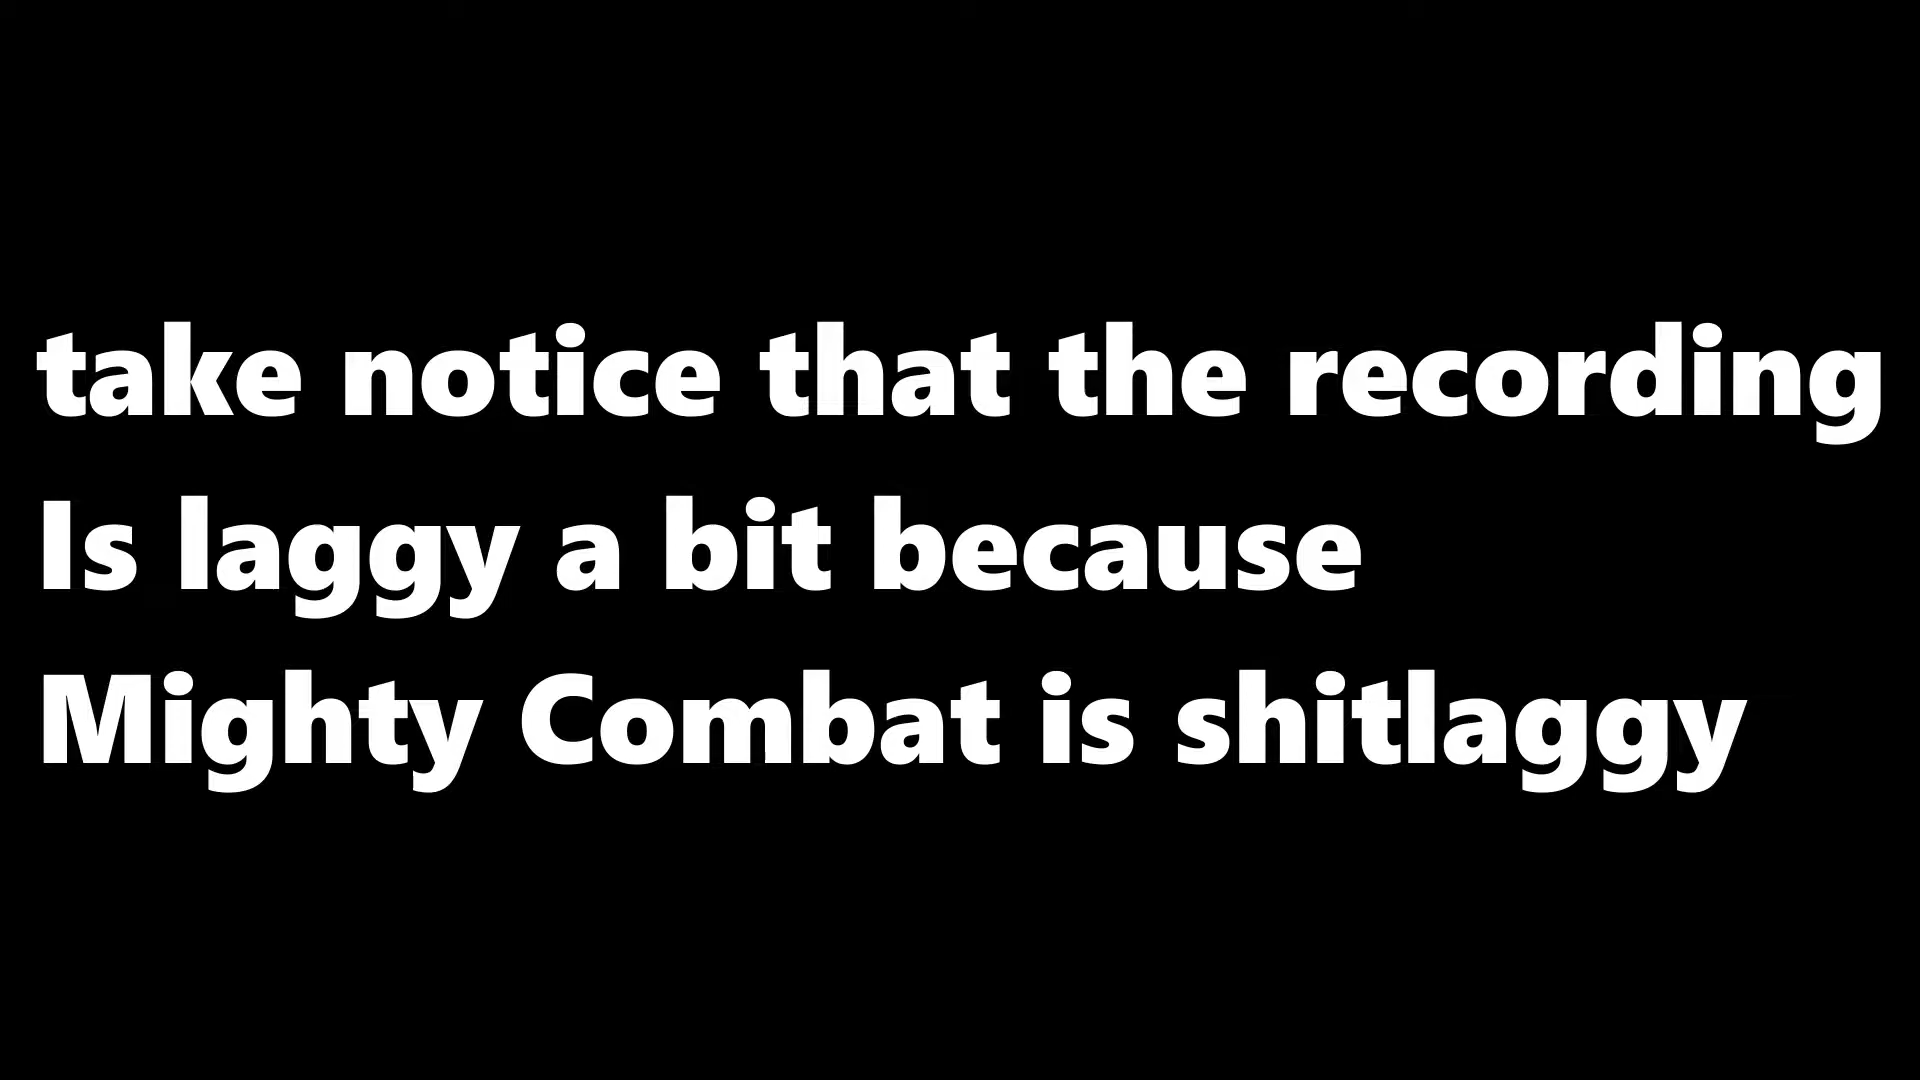 take notice that the recording
Is laggy a bit because
Mighty Combat is shitlaggy